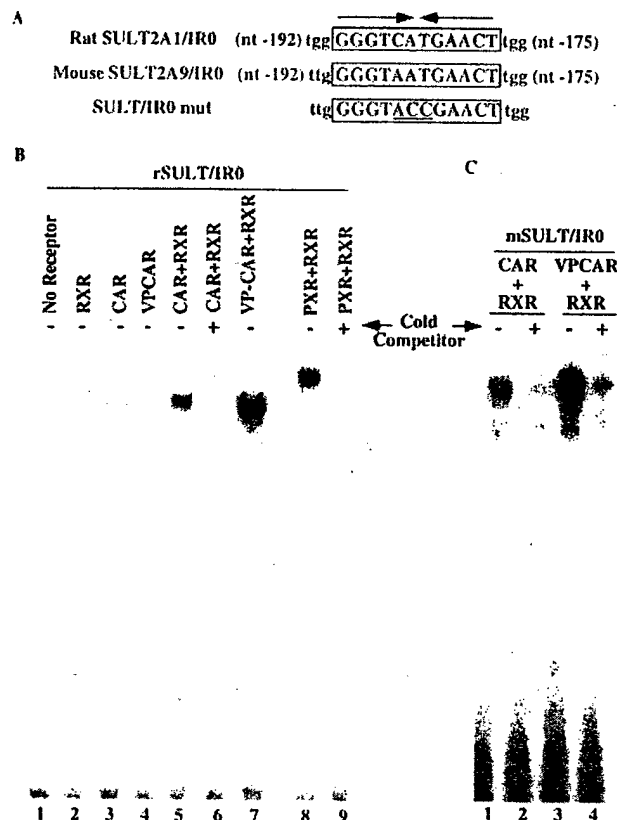 A
Rat SULT2A1/IR0 (nt -192) tgg GGGTCATGAACT tgg (nt -175)
Mouse SULT2A9/IR0 (nt -192) ttg GGGTAATGAACT tgg (nt -175)
SULT/IR0 mut ttg GGGTACCGAACT tgg
B
rSULT/IR0
No Receptor
RXR
CAR
VPCAR
CAR+RXR
CAR+RXR
VP-CAR+RXR
PXR+RXR
PXR+RXR
- - - - - + - - +
Cold
Competitor
1 2 3 4 5 6 7 8 9
C
mSULT/IR0
CAR VPCAR
+ +
RXR RXR
- + - +
1 2 3 4